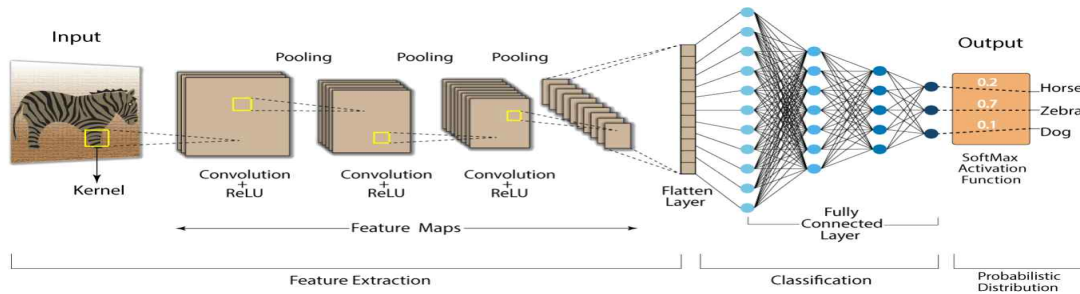 Input
Kernel
Pooling
Pooling
Pooling
Convolution
+
ReLU
Convolution
+
ReLU
Convolution
+
ReLU
Feature Maps
Flatten
Layer
Fully
Connected
Layer
Output
0.2
0.7
0.1
Horse
Zebra
Dog
SoftMax
Activation
Function
Feature Extraction
Classification
Probabilistic
Distribution